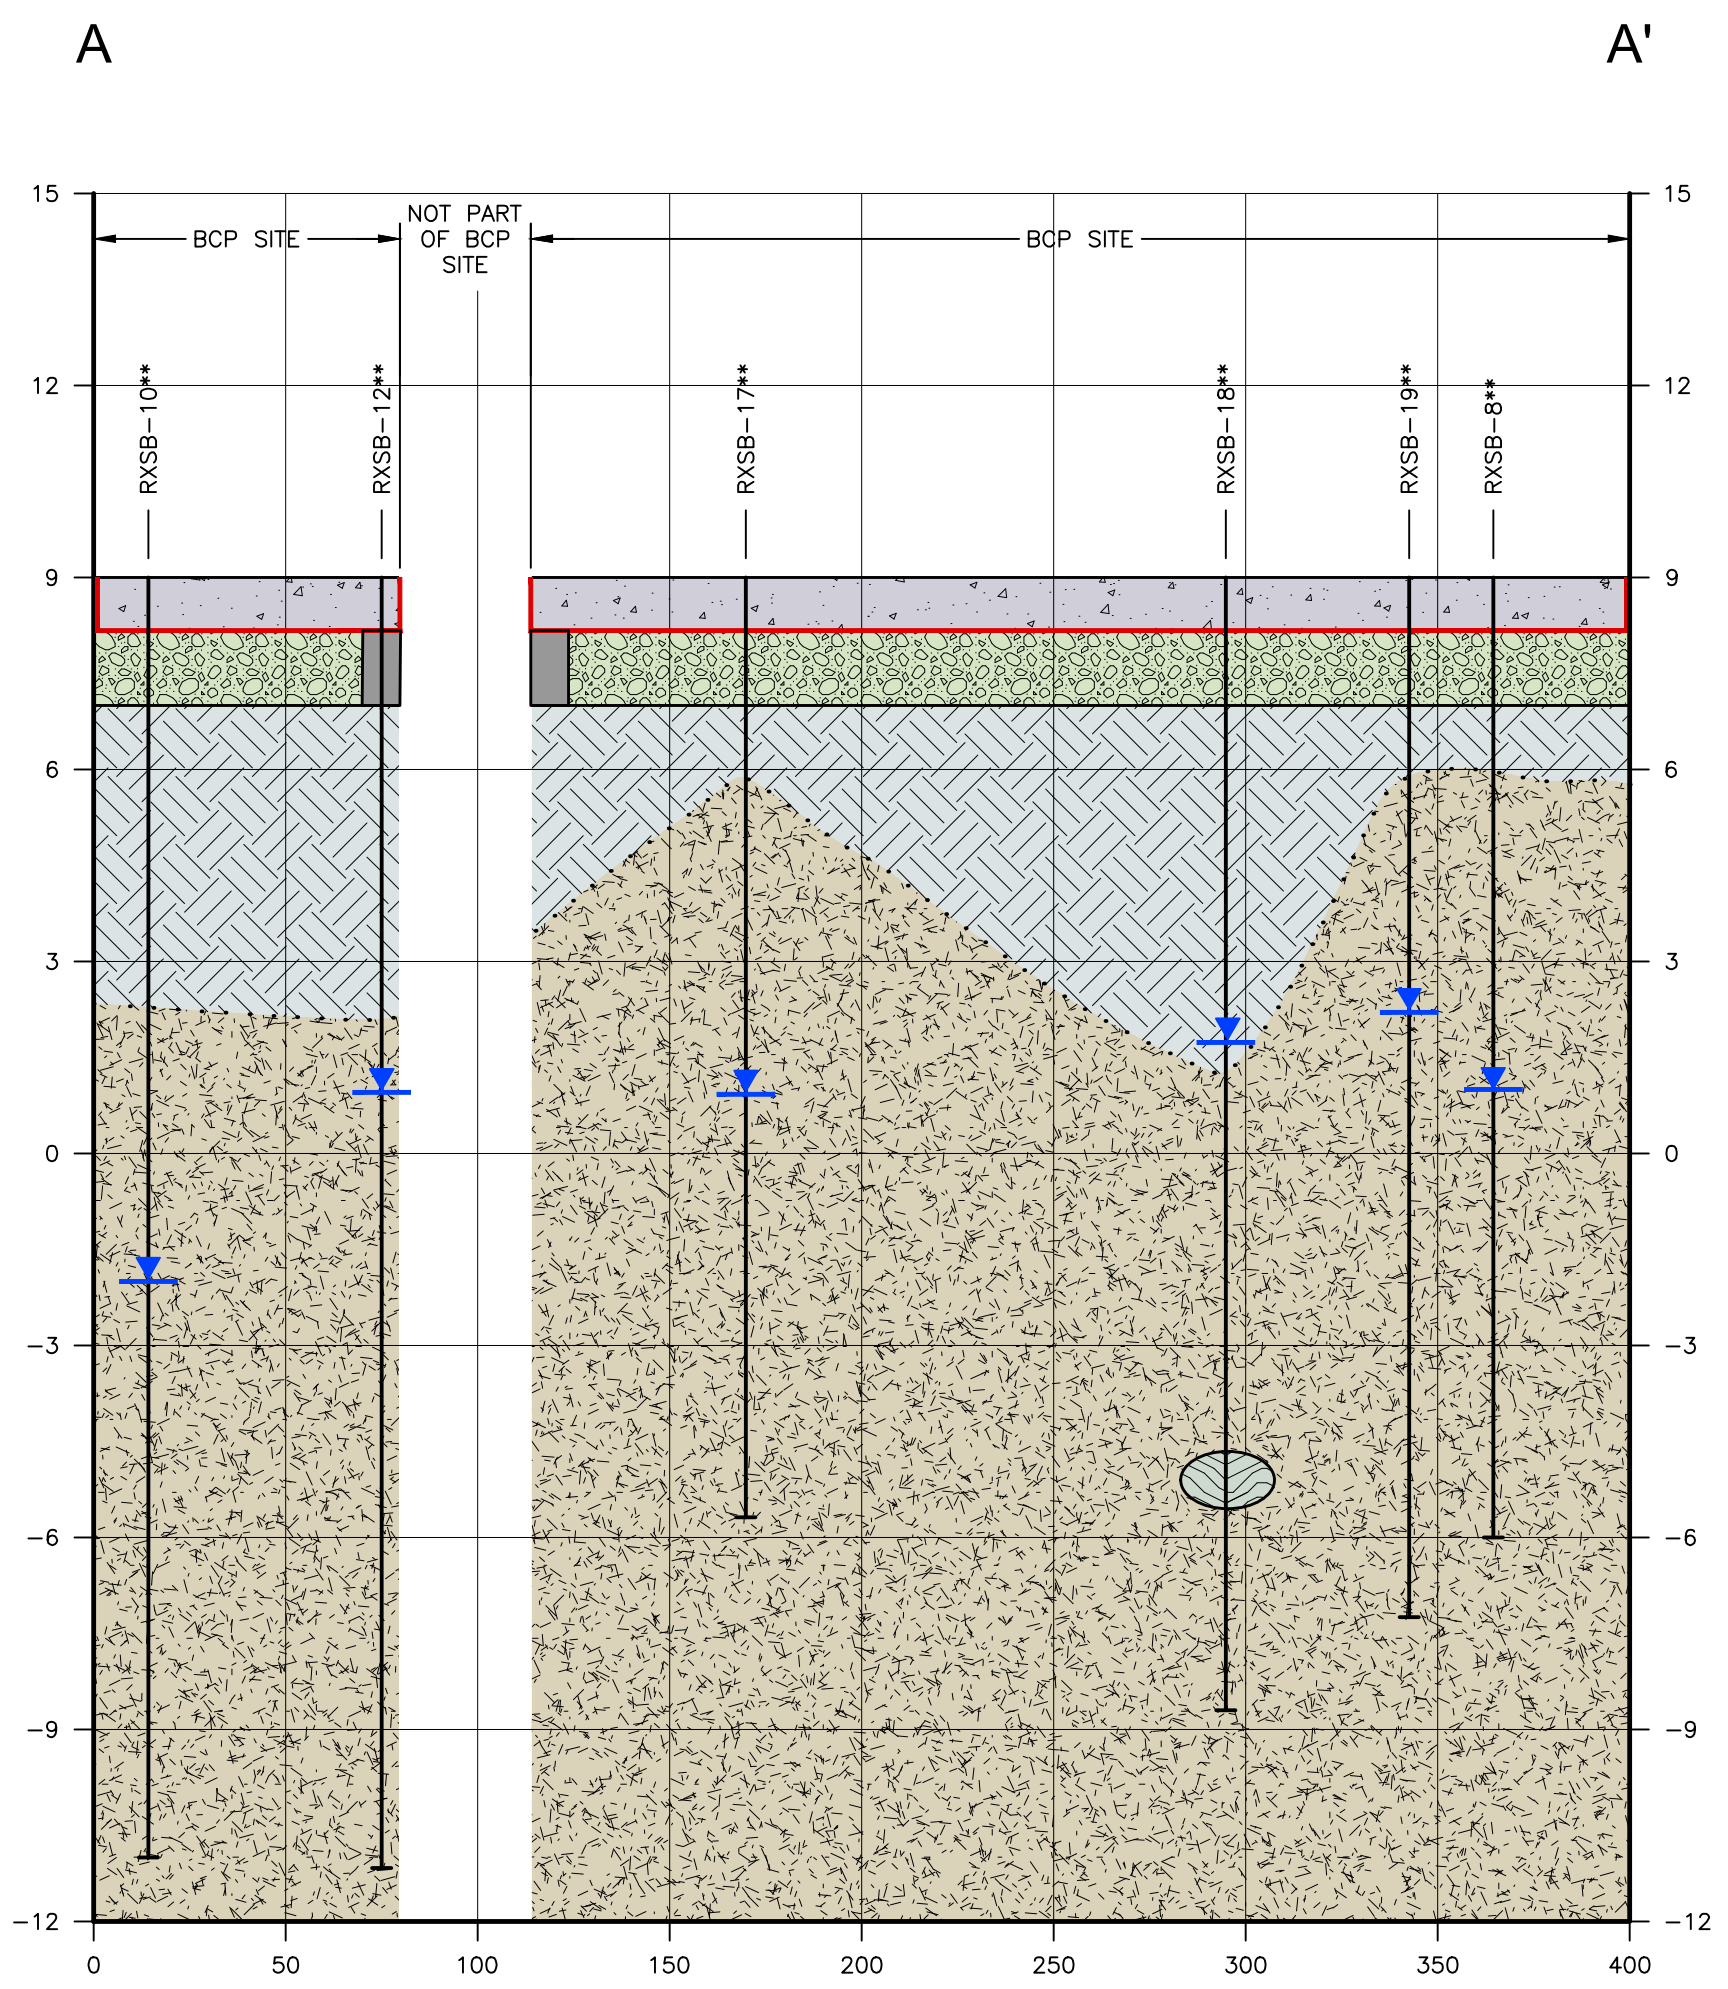 A A'
15 15
NOT PART
BCP SITE OF BCP BCP SITE
SITE
12 12
RXSB-10**
RXSB-12**
RXSB-17**
RXSB-18**
RXSB-19**
RXSB-8**
9 9
6 6
3 3
0 0
-3 -3
-6 -6
-9 -9
-12 -12
0 50 100 150 200 250 300 350 400